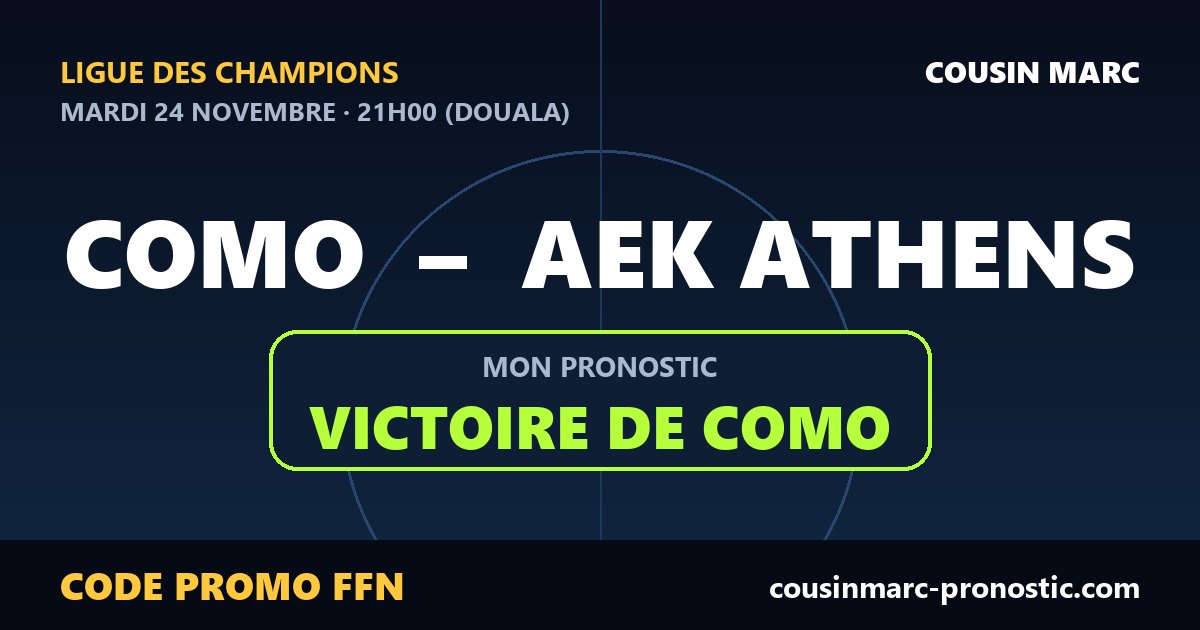 LIGUE DES CHAMPIONS
COUSIN MARC
MARDI 24 NOVEMBRE · 21H00 (DOUALA)
COMO – AEK ATHENS
MON PRONOSTIC
VICTOIRE DE COMO
CODE PROMO FFN
cousinmarc-pronostic.com